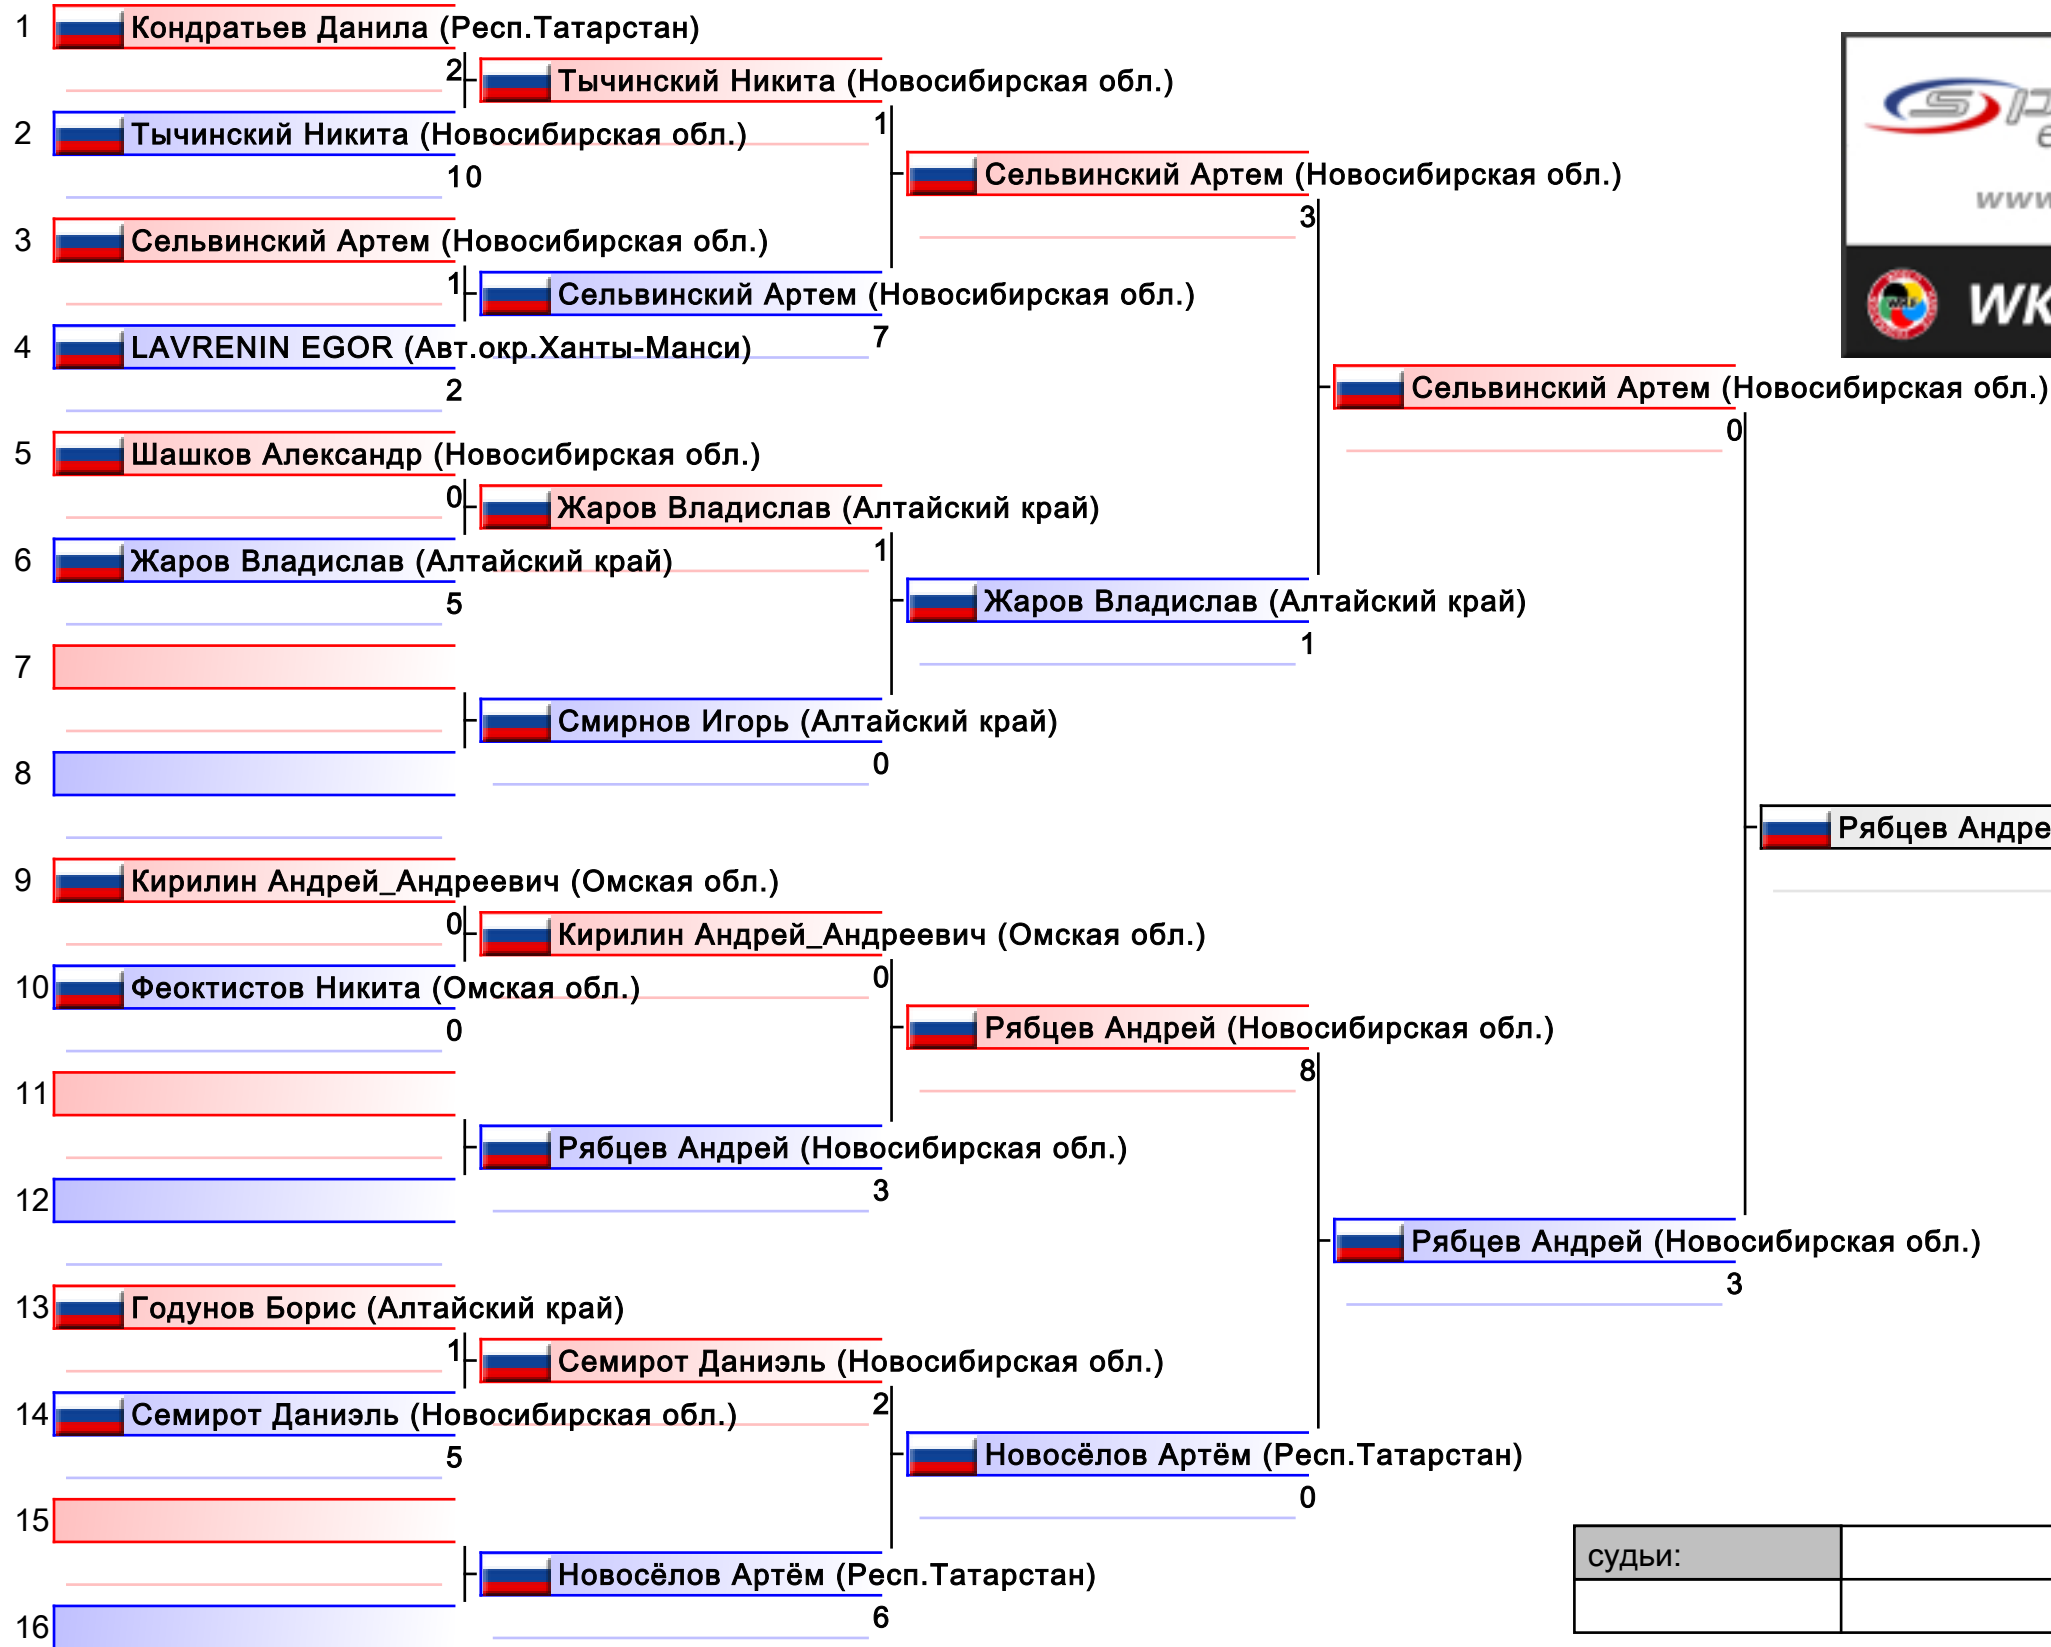 1 Кондратьев Данила (Респ.Татарстан)
2 Тычинский Никита (Новосибирская обл.)
1
2 Тычинский Никита (Новосибирская обл.)
10
Сельвинский Артем (Новосибирская обл.)
3
3 Сельвинский Артем (Новосибирская обл.)
1 Сельвинский Артем (Новосибирская обл.)
7
4 LAVRENIN EGOR (Авт.окр.Ханты-Манси)
2
Сельвинский Артем (Новосибирская обл.)
0
5 Шашков Александр (Новосибирская обл.)
0 Жаров Владислав (Алтайский край)
1
6 Жаров Владислав (Алтайский край)
5
Жаров Владислав (Алтайский край)
1
7
Смирнов Игорь (Алтайский край)
0
8
Рябцев Андре
9 Кирилин Андрей_Андреевич (Омская обл.)
0 Кирилин Андрей_Андреевич (Омская обл.)
0
10 Феоктистов Никита (Омская обл.)
0
Рябцев Андрей (Новосибирская обл.)
8
11
Рябцев Андрей (Новосибирская обл.)
3
12
Рябцев Андрей (Новосибирская обл.)
3
13 Годунов Борис (Алтайский край)
1 Семирот Даниэль (Новосибирская обл.)
2
14 Семирот Даниэль (Новосибирская обл.)
5
Новосёлов Артём (Респ.Татарстан)
0
15
Новосёлов Артём (Респ.Татарстан)
6
16
судьи:
www
WK